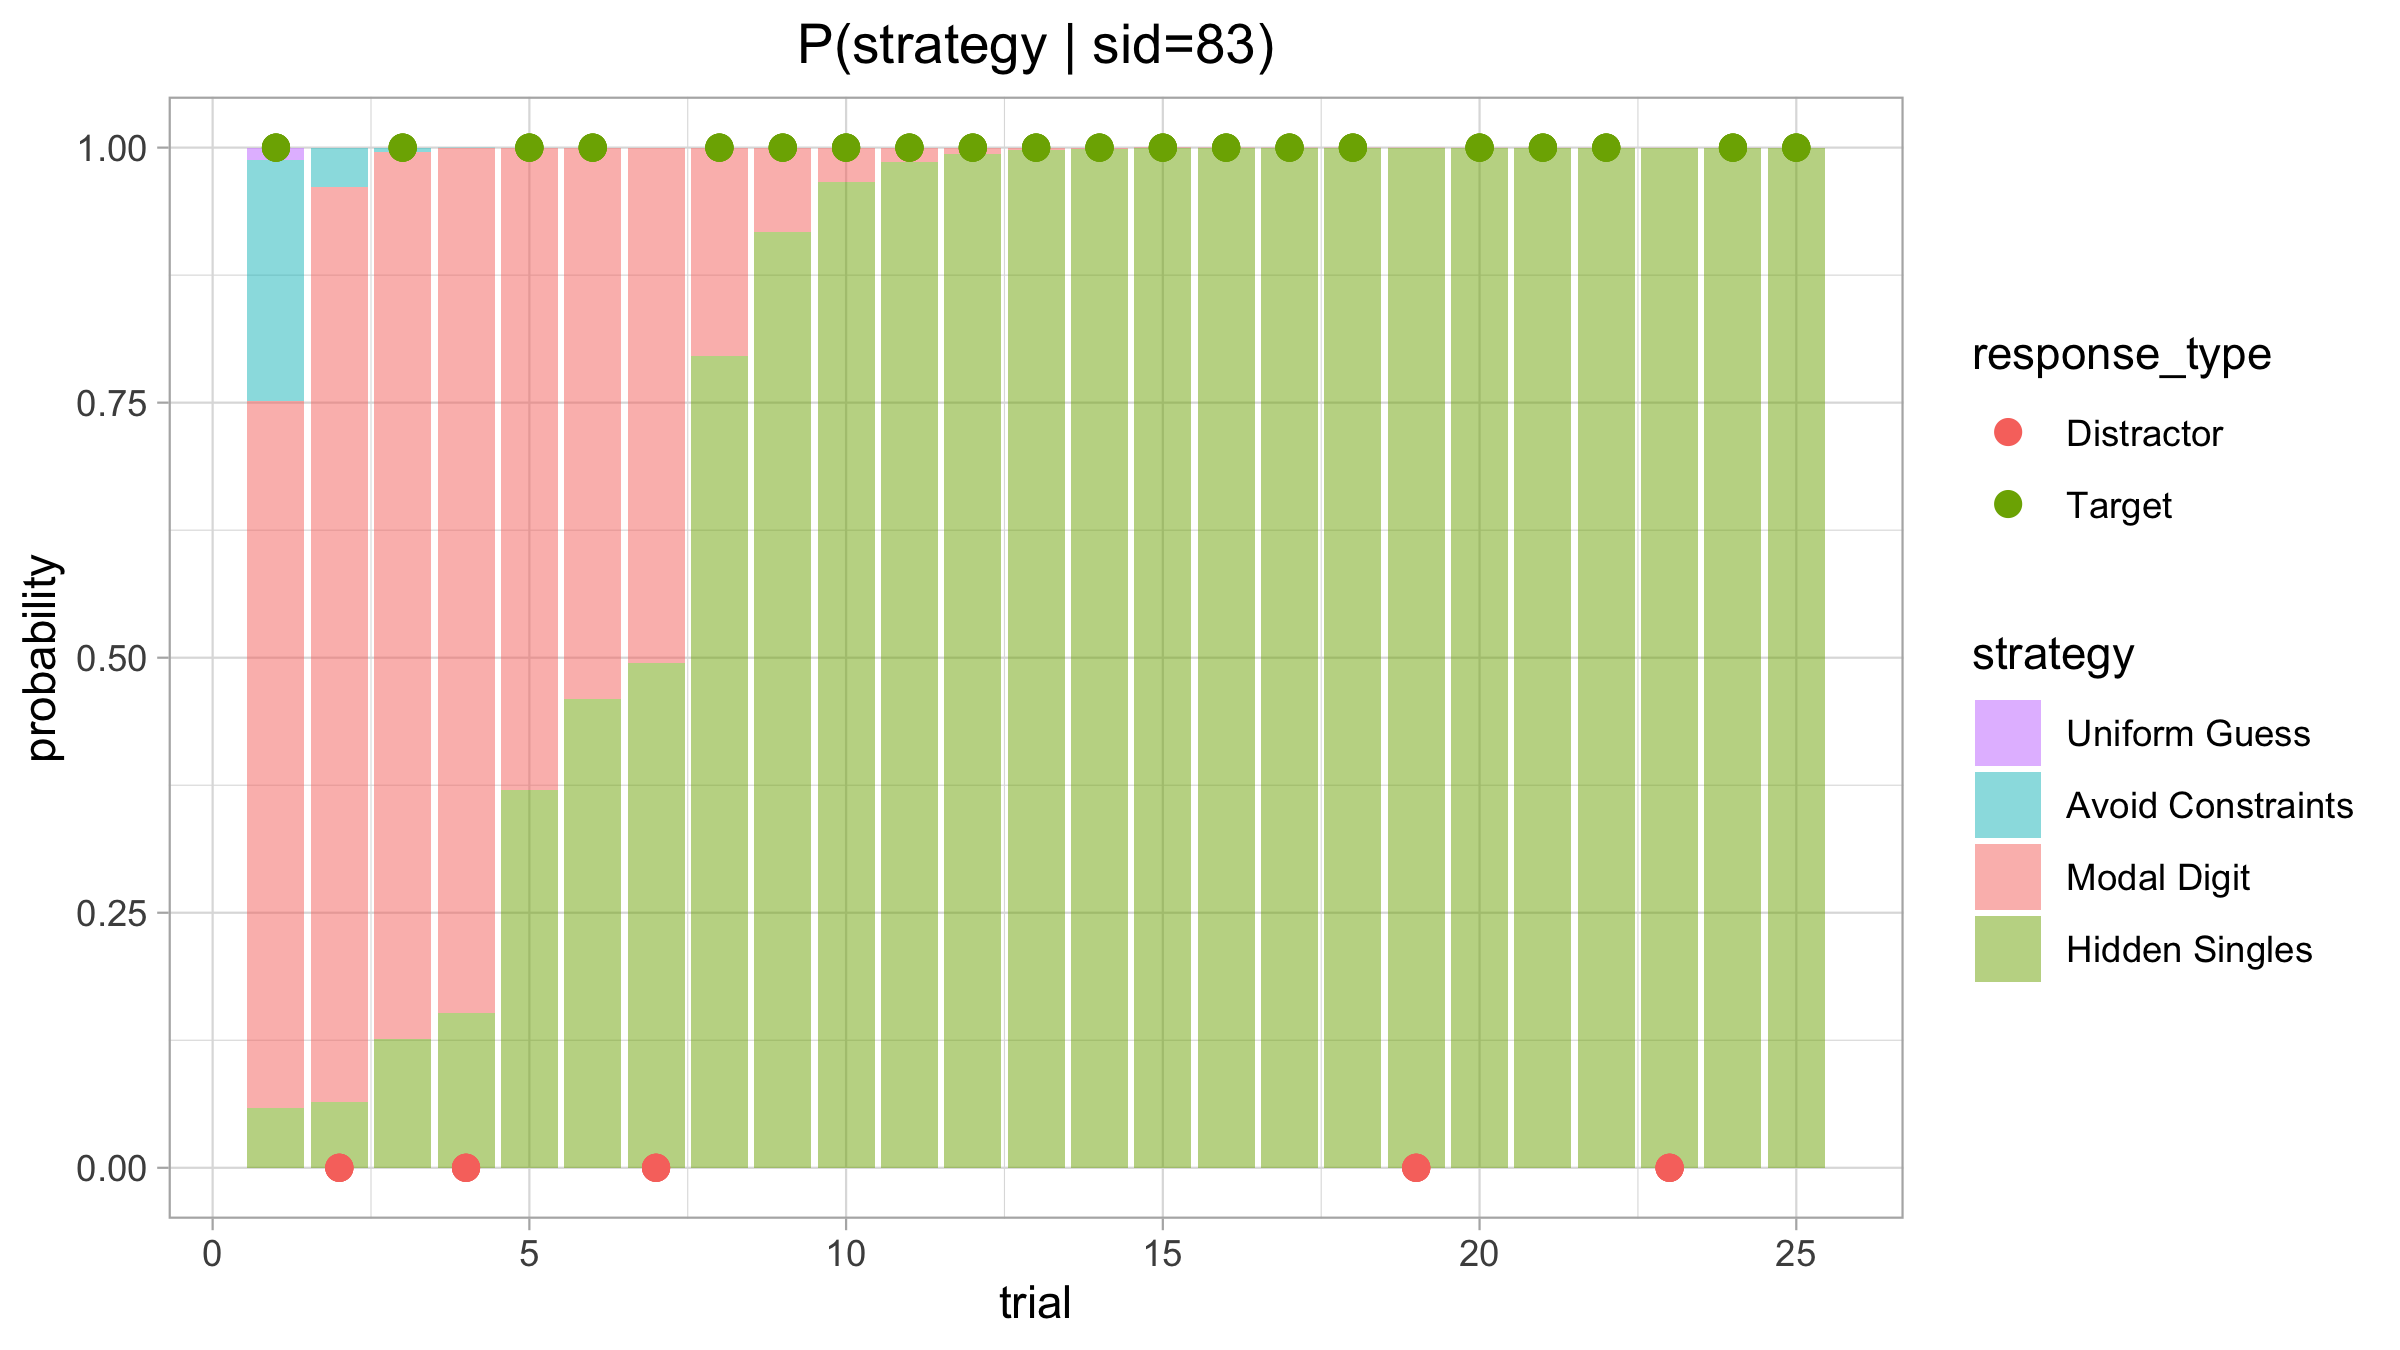 P(strategy | sid=83)
probability
1.00
0.75
0.50
0.25
0.00
0 5 10 15 20 25
trial
response_type
Distractor
Target
strategy
Uniform Guess
Avoid Constraints
Modal Digit
Hidden Singles